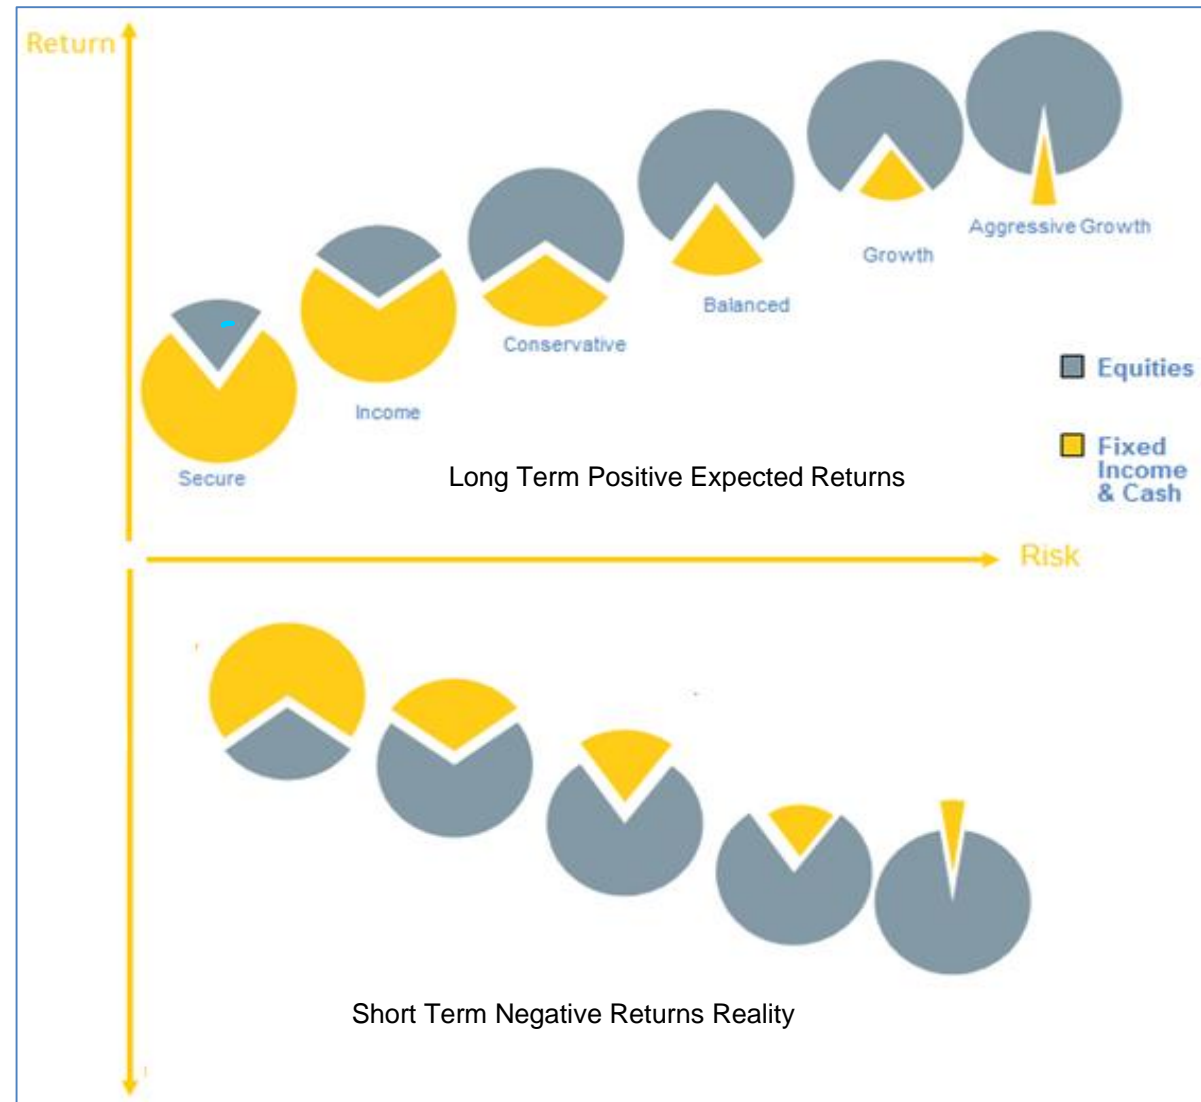 Return
Aggressive Growth
Growth
Balanced
Conservative
Equities
Income
Fixed
Income
& Cash
Secure
Long Term Positive Expected Returns
Risk
Short Term Negative Returns Reality